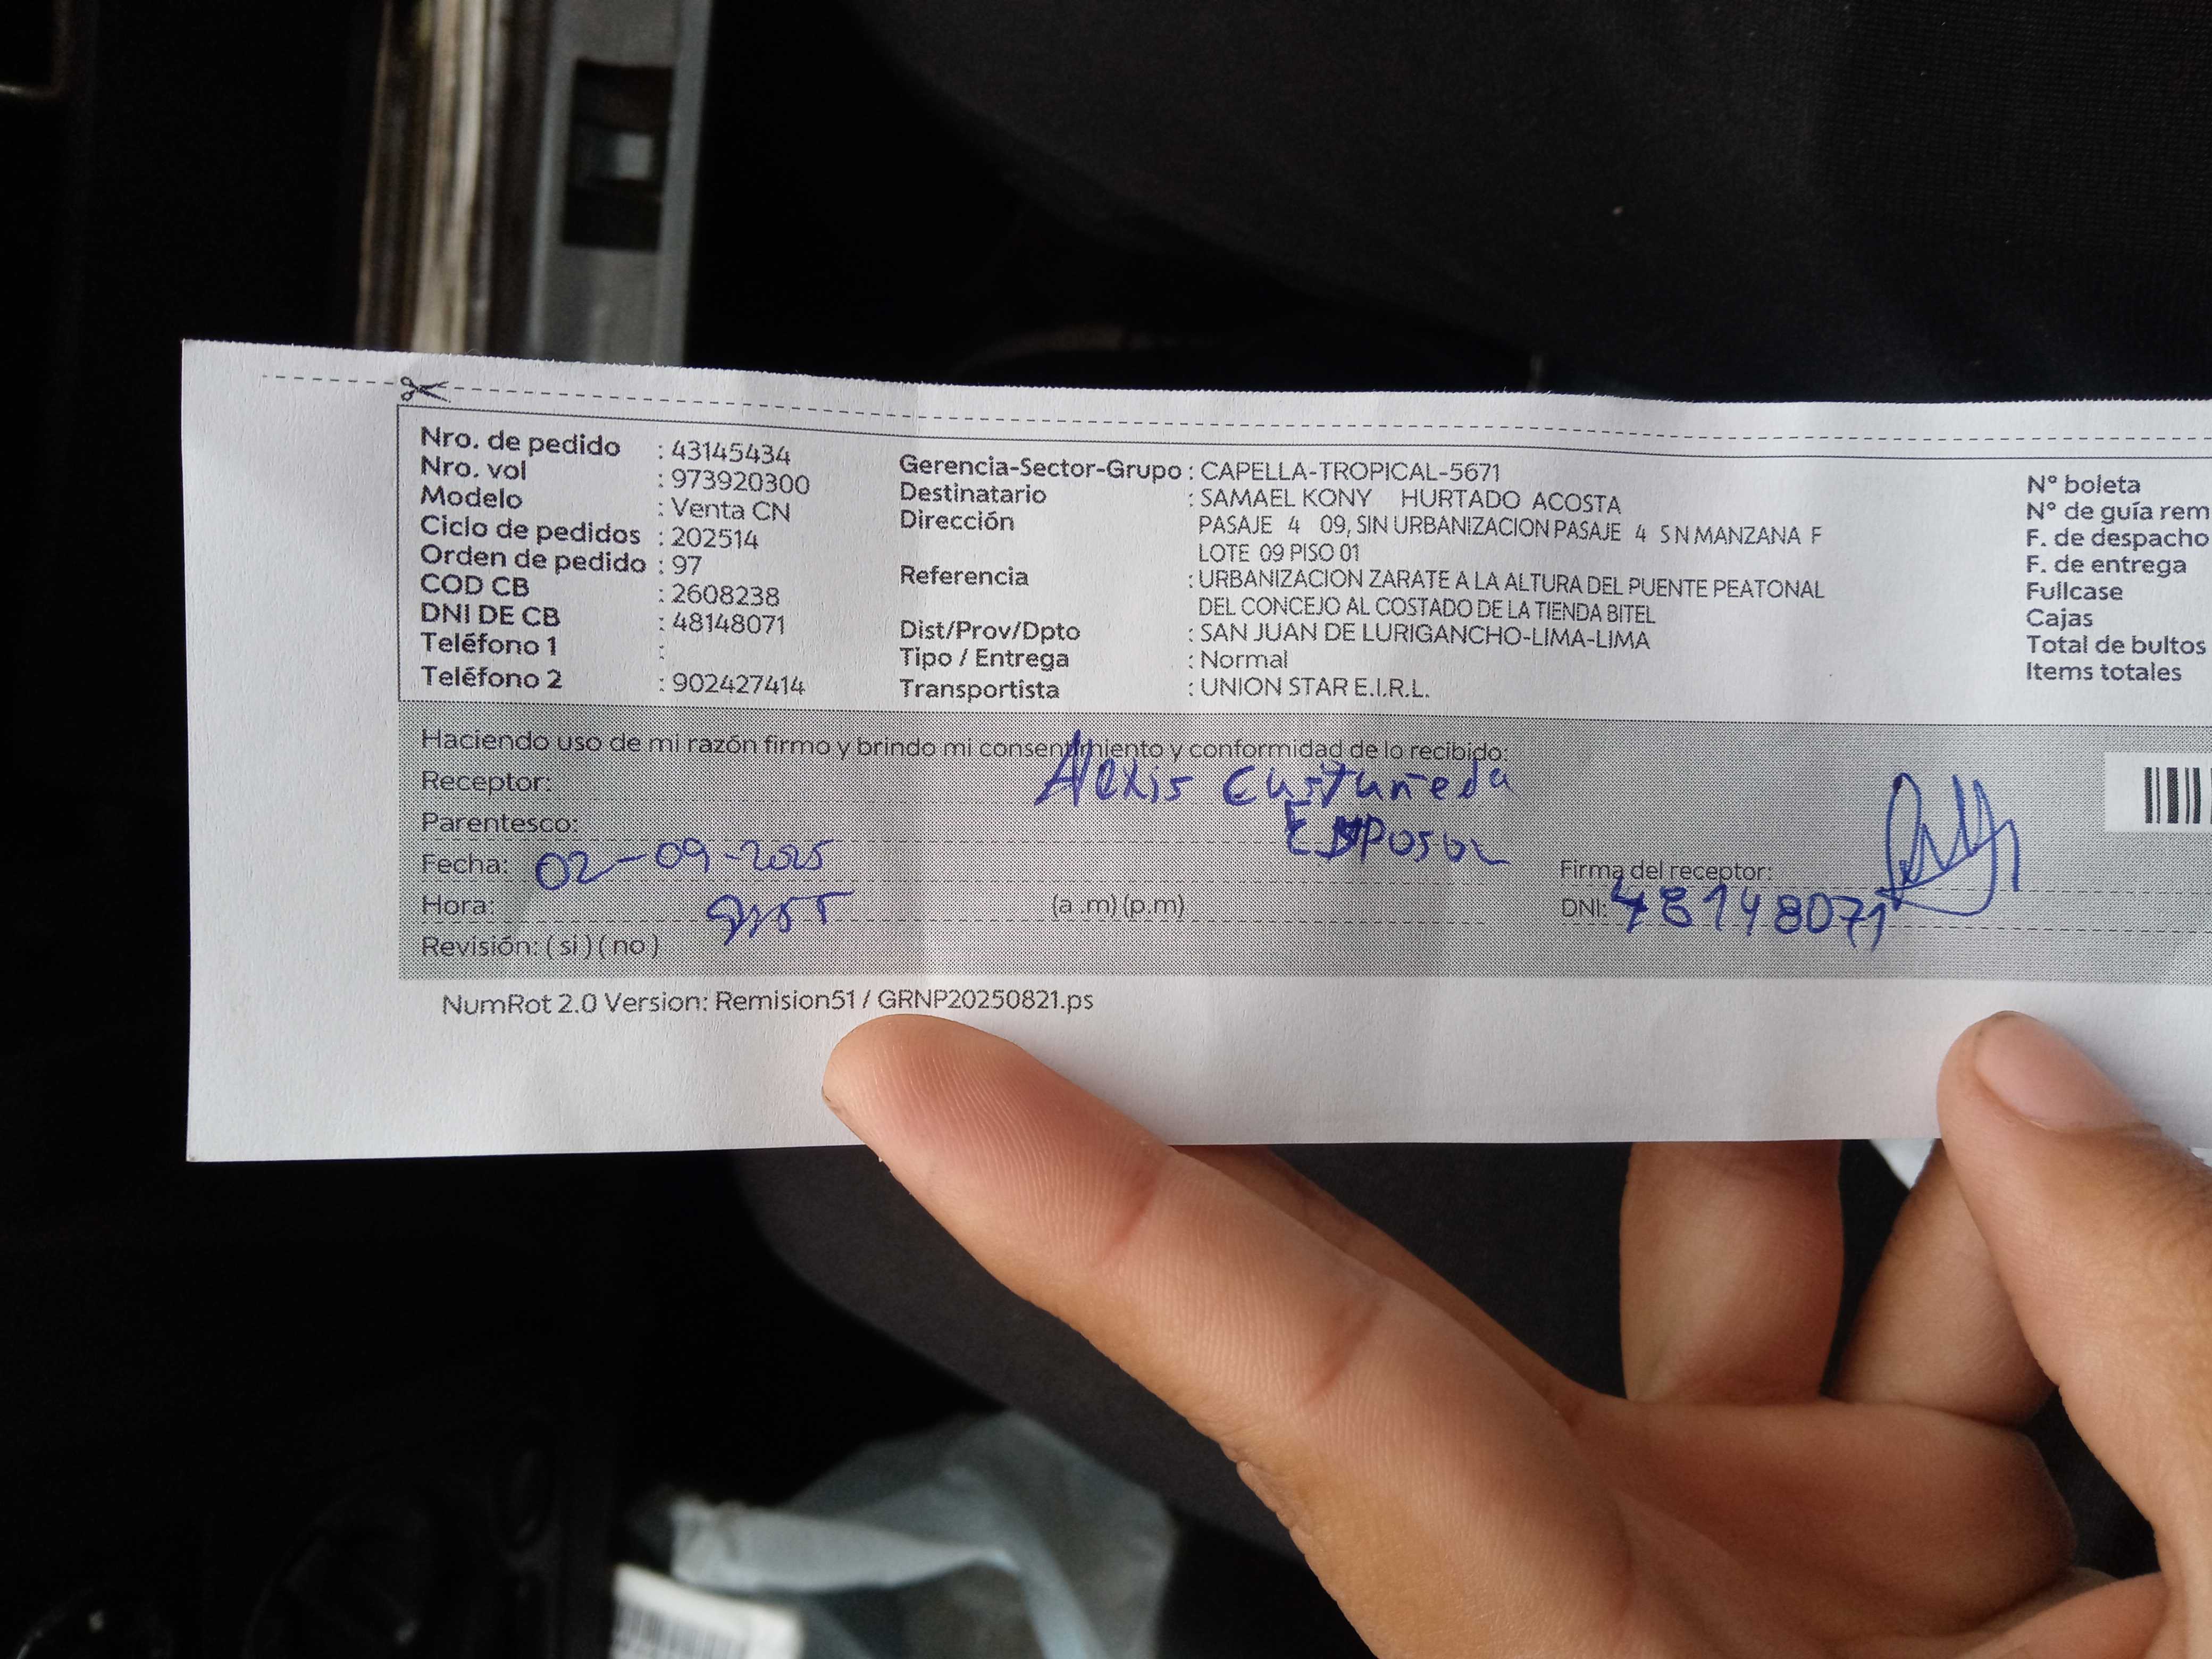 Nro. de pedido : 43145434
Nro. vol : 973920300
Modelo : Venta CN
Ciclo de pedidos : 202514
Orden de pedido : 97
COD CB : 2608238
DNI DE CB : 48148071
Teléfono 1 :
Teléfono 2 : 902427414
Gerencia-Sector-Grupo : CAPELLA-TROPICAL-5671
Destinatario : SAMAEL KONY HURTADO ACOSTA
Dirección PASAJE 4 09, SIN URBANIZACION PASAJE 4 S N MANZANA F
LOTE 09 PISO 01
Referencia : URBANIZACION ZARATE A LA ALTURA DEL PUENTE PEATONAL
DEL CONCEJO AL COSTADO DE LA TIENDA BITEL
Dist/Prov/Dpto : SAN JUAN DE LURIGANCHO-LIMA-LIMA
Tipo / Entrega : Normal
Transportista : UNION STAR E.I.R.L.
N° boleta
N° de guía rem
F. de despacho
F. de entrega
Fullcase
Cajas
Total de bultos
Items totales
Haciendo uso de mi razón firmo y brindo mi consentimiento y conformidad de lo recibido:
Receptor: Alexis Castañeda
Parentesco:
Fecha: 02-09-2025
Firma del receptor:
Hora: (a .m) (p.m)
DNI: 48148071
Revisión: ( si ) ( no )
NumRot 2.0 Version: Remision51 / GRNP20250821.ps